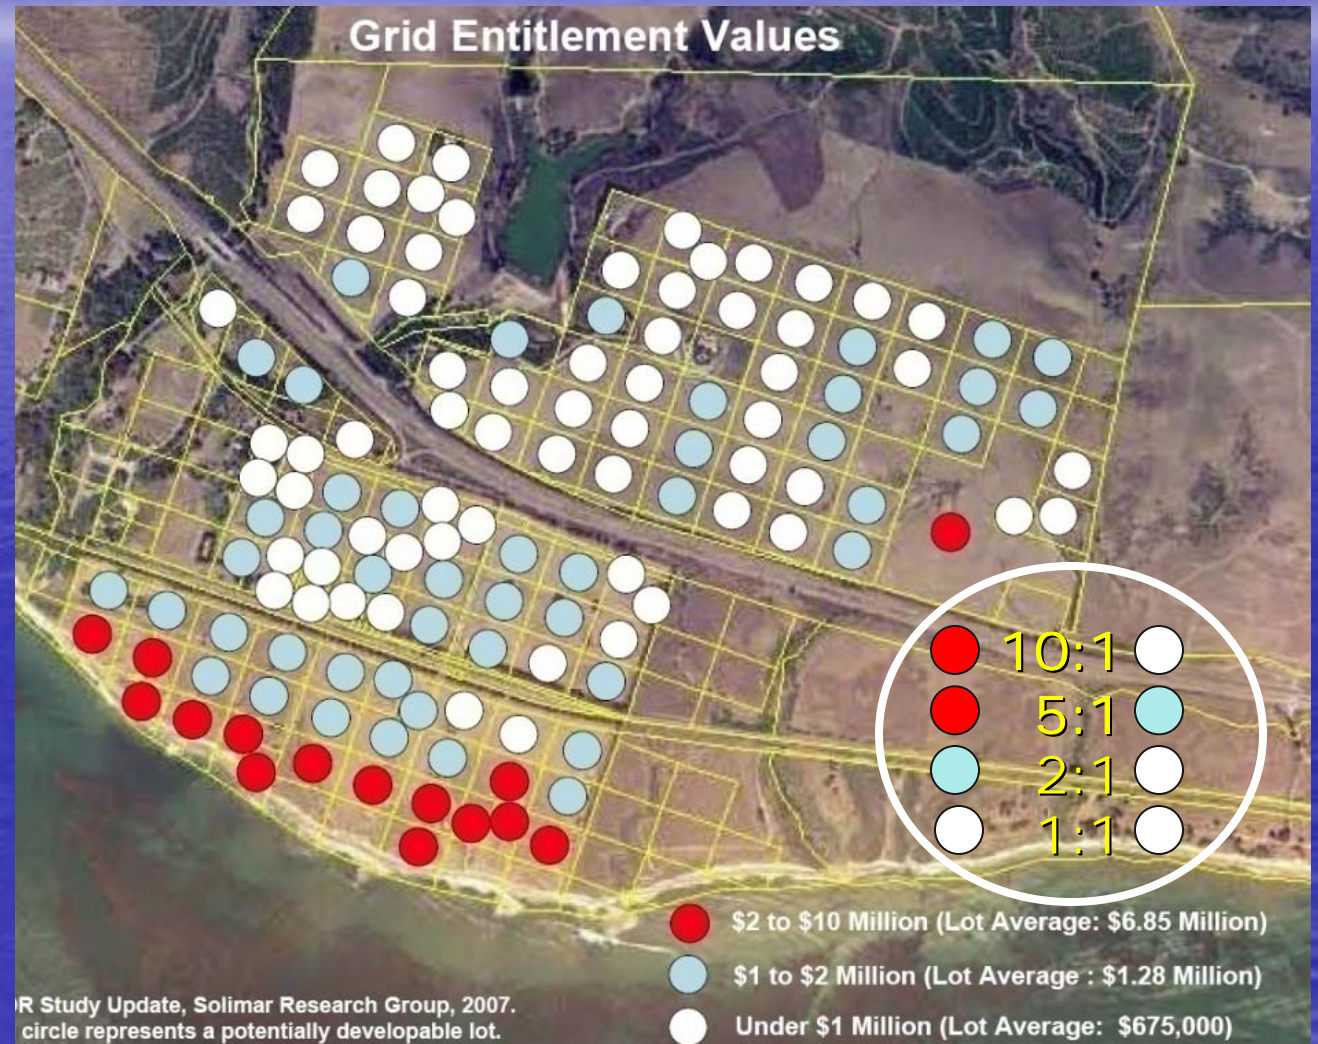 Grid Entitlement Values
10:1
5:1
2:1
1:1
$2 to $10 Million (Lot Average: $6.85 Million)
$1 to $2 Million (Lot Average : $1.28 Million)
Under $1 Million (Lot Average: $675,000)
R Study Update, Solimar Research Group, 2007.
circle represents a potentially developable lot.